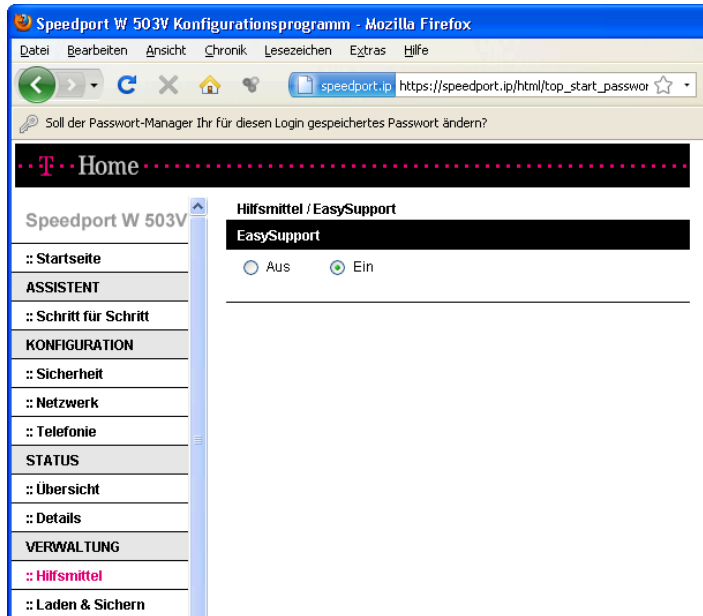 Speedport W 503V Konfigurationsprogramm - Mozilla Firefox
Datei Bearbeiten Ansicht Chronik Lesezeichen Extras Hilfe
speedport.ip https://speedport.ip/html/top_start_passwor
Soll der Passwort-Manager Ihr für diesen Login gespeichertes Passwort ändern?
T Home
Speedport W 503V
:: Startseite
ASSISTENT
:: Schritt für Schritt
KONFIGURATION
:: Sicherheit
:: Netzwerk
:: Telefonie
STATUS
:: Übersicht
:: Details
VERWALTUNG
:: Hilfsmittel
:: Laden & Sichern
Hilfsmittel / EasySupport
EasySupport
Aus Ein